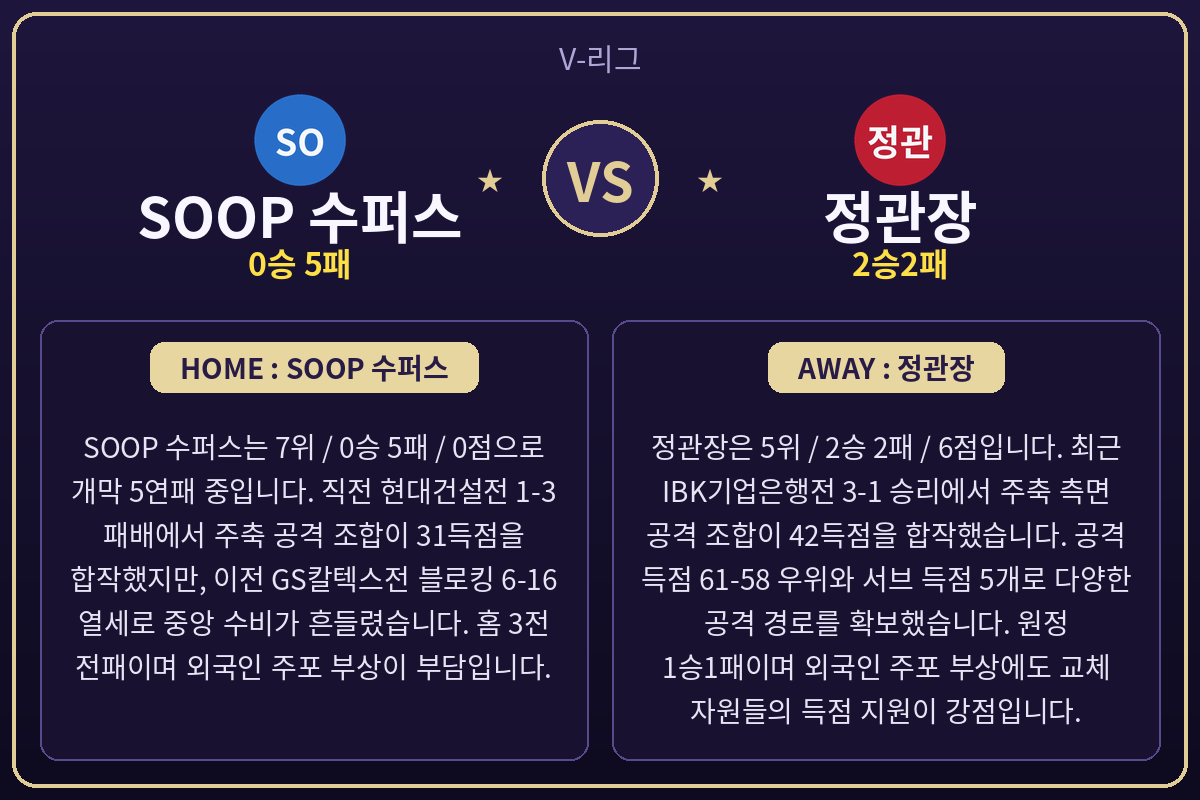 V-리그
SO
VS
정관
SOOP 수퍼스
정관장
0승 5패
2승2패
HOME : SOOP 수퍼스
SOOP 수퍼스는 7위 / 0승 5패 / 0점으로
개막 5연패 중입니다. 직전 현대건설전 1-3
패배에서 주축 공격 조합이 31득점을
합작했지만, 이전 GS칼텍스전 블로킹 6-16
열세로 중앙 수비가 흔들렸습니다. 홈 3전
전패이며 외국인 주포 부상이 부담입니다.
AWAY : 정관장
정관장은 5위 / 2승 2패 / 6점입니다. 최근
IBK기업은행전 3-1 승리에서 주축 측면
공격 조합이 42득점을 합작했습니다. 공격
득점 61-58 우위와 서브 득점 5개로 다양한
공격 경로를 확보했습니다. 원정
1승1패이며 외국인 주포 부상에도 교체
자원들의 득점 지원이 강점입니다.